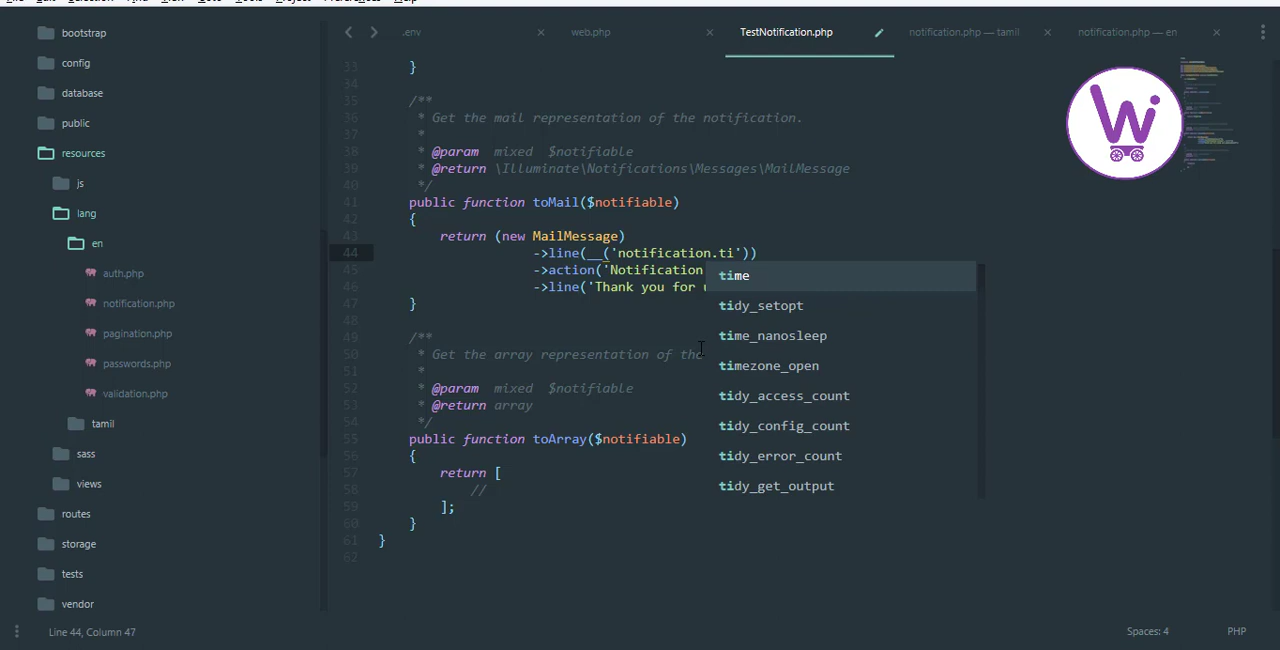 bootstrap
config
database
public
resources
js
lang
en
auth.php
notification.php
pagination.php
passwords.php
validation.php
tamil
sass
views
routes
storage
tests
vendor
.env
web.php
TestNotification.php
notification.php — tamil
notification.php — en
33 }
34
35 /**
36 * Get the mail representation of the notification.
37 *
38 * @param mixed $notifiable
39 * @return \Illuminate\Notifications\Messages\MailMessage
40 */
41 public function toMail($notifiable)
42 {
43 return (new MailMessage)
44 ->line(__('notification.ti'))
45 ->action('Notification
46 ->line('Thank you for
47 }
48
49 /**
50 * Get the array representation of the
51 *
52 * @param mixed $notifiable
53 * @return array
54 */
55 public function toArray($notifiable)
56 {
57 return [
58 //
59 ];
60 }
61 }
62
time
tidy_setopt
time_nanosleep
timezone_open
tidy_access_count
tidy_config_count
tidy_error_count
tidy_get_output
Wi
Line 44, Column 47
Spaces: 4
PHP